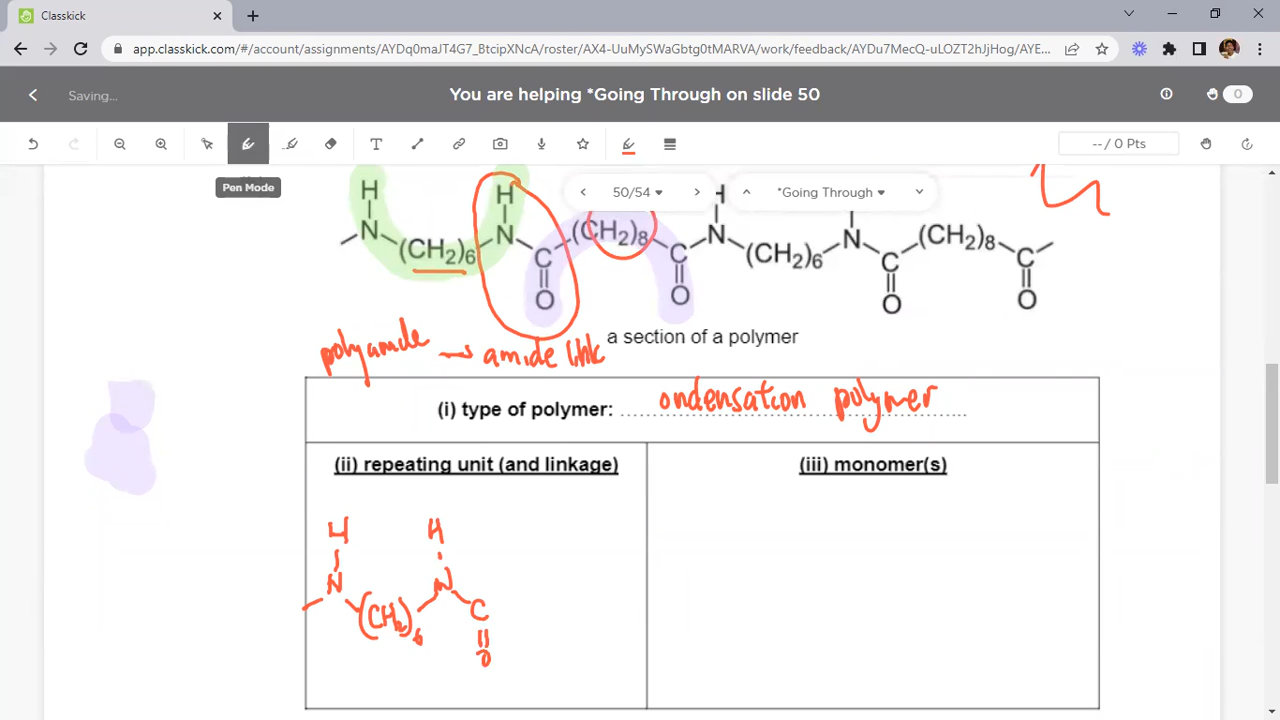 Classkick
app.classkick.com/#/account/assignments/AYDq0maJT4G7_BtcipXNcA/roster/AX4-UuMySWaGbtg0tMARVA/work/feedback/AYDu7MecQ-uLOZT2hJjHog/AYE...
Saving...
You are helping *Going Through on slide 50
0
T
-- / 0 Pts
Pen Mode
50/54
*Going Through
H H H
N (CH2)6 N C (CH2)8 C N (CH2)6 N C (CH2)8 C
O O O O
a section of a polymer
polyamide → amide link
(i) type of polymer: ondensation polymer
(ii) repeating unit (and linkage)
(iii) monomer(s)
H H
N (CH2)6 N C
O